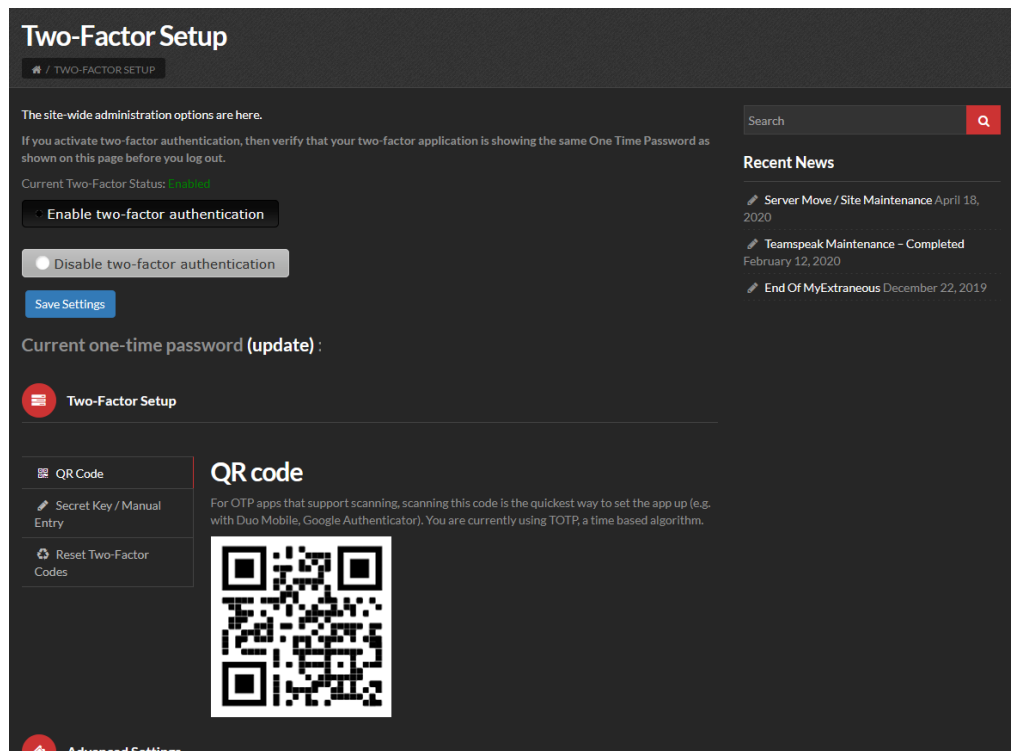 Two-Factor Setup
/ TWO-FACTOR SETUP
The site-wide administration options are here.
If you activate two-factor authentication, then verify that your two-factor application is showing the same One Time Password as
shown on this page before you log out.
Current Two-Factor Status: Enabled
Enable two-factor authentication
Disable two-factor authentication
Save Settings
Current one-time password (update) :
Two-Factor Setup
QR Code
Secret Key / Manual
Entry
Reset Two-Factor
Codes
QR code
For OTP apps that support scanning, scanning this code is the quickest way to set the app up (e.g.
with Duo Mobile, Google Authenticator). You are currently using TOTP, a time based algorithm.
Advanced Settings
Search
Recent News
Server Move / Site Maintenance April 18,
2020
Teamspeak Maintenance – Completed
February 12, 2020
End Of MyExtraneous December 22, 2019